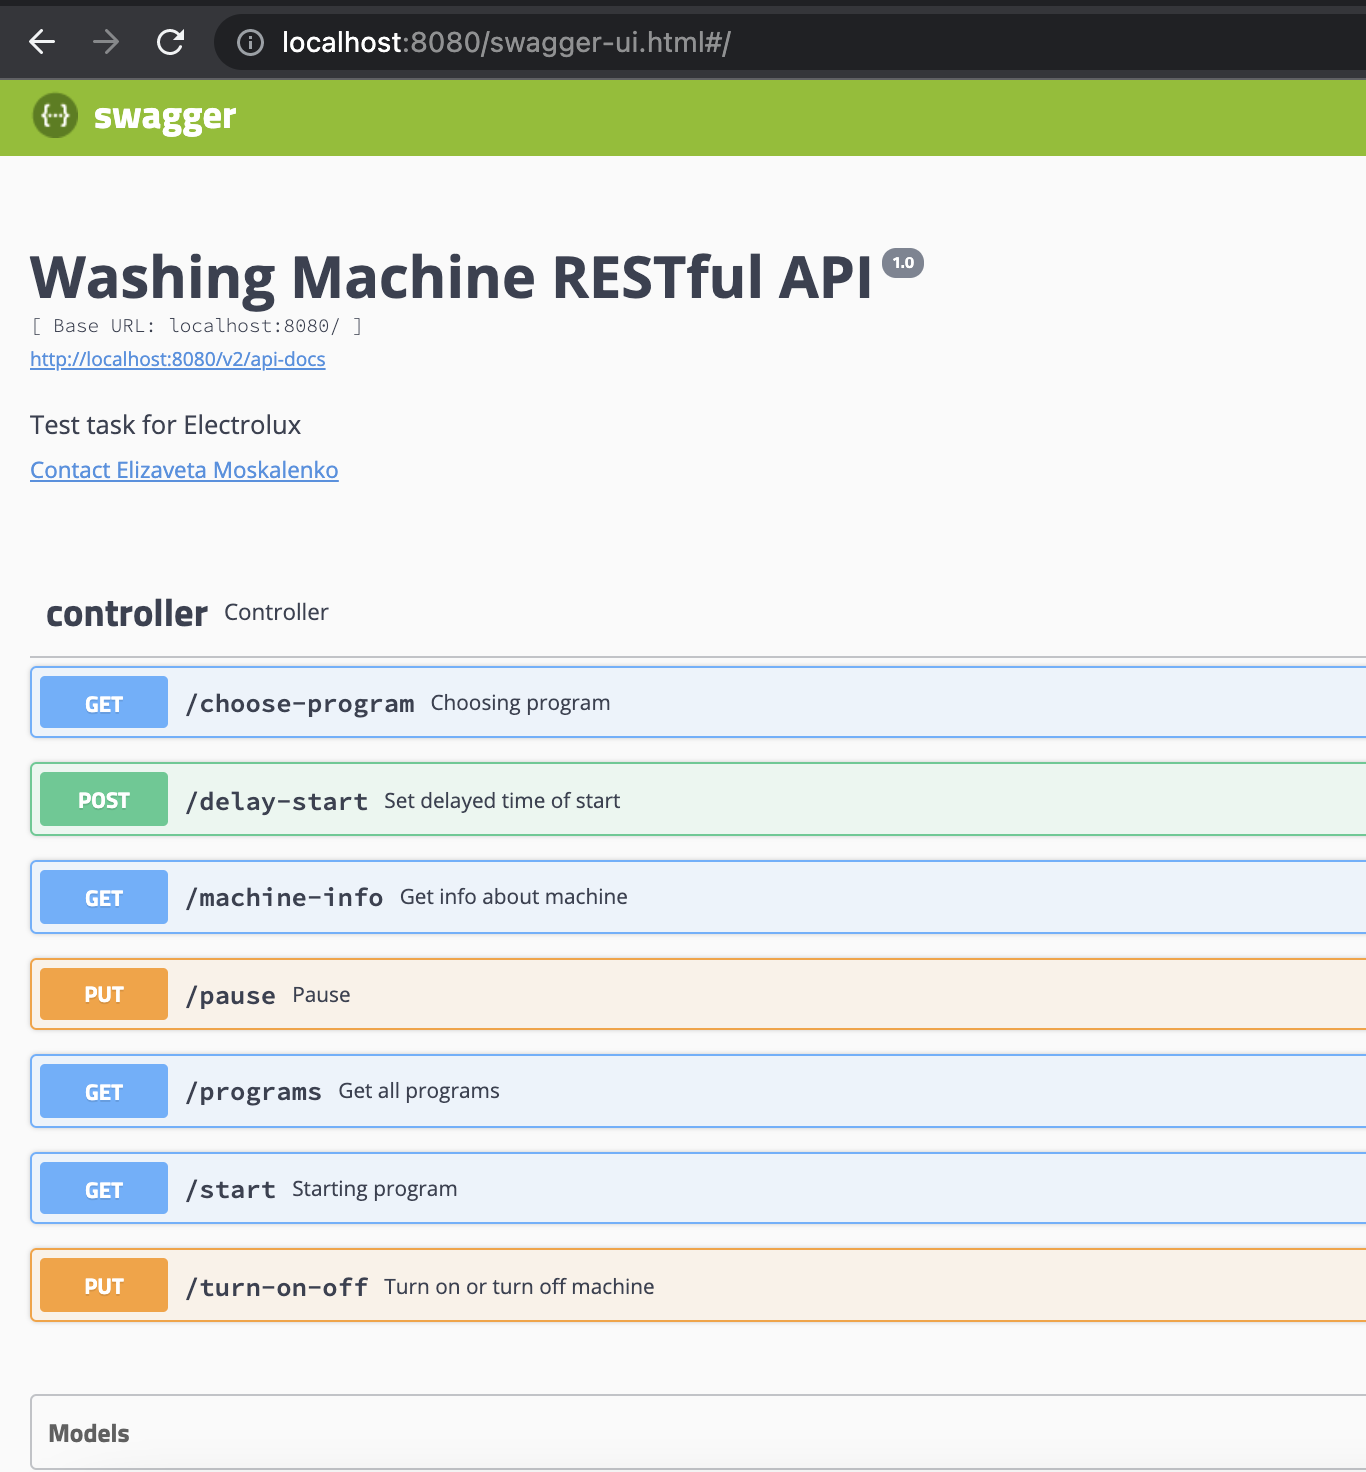 localhost:8080/swagger-ui.html#/
{···} swagger
Washing Machine RESTful API 1.0
[ Base URL: localhost:8080/ ]
http://localhost:8080/v2/api-docs
Test task for Electrolux
Contact Elizaveta Moskalenko
controller Controller
GET /choose-program Choosing program
POST /delay-start Set delayed time of start
GET /machine-info Get info about machine
PUT /pause Pause
GET /programs Get all programs
GET /start Starting program
PUT /turn-on-off Turn on or turn off machine
Models